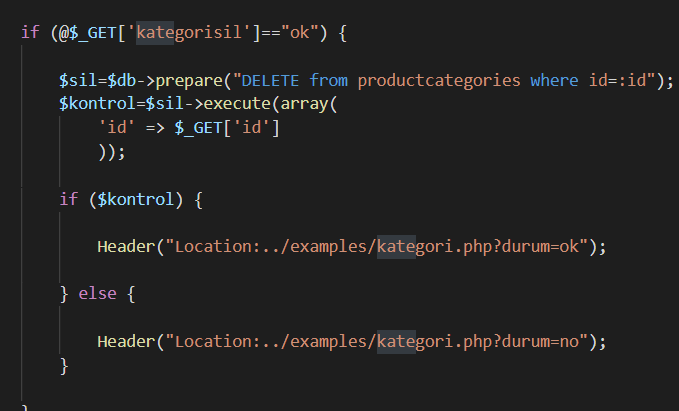 if (@$_GET['kategorisil']=="ok") {
$sil=$db->prepare("DELETE from productcategories where id=:id");
$kontrol=$sil->execute(array(
'id' => $_GET['id']
));
if ($kontrol) {
Header("Location:../examples/kategori.php?durum=ok");
} else {
Header("Location:../examples/kategori.php?durum=no");
}
}